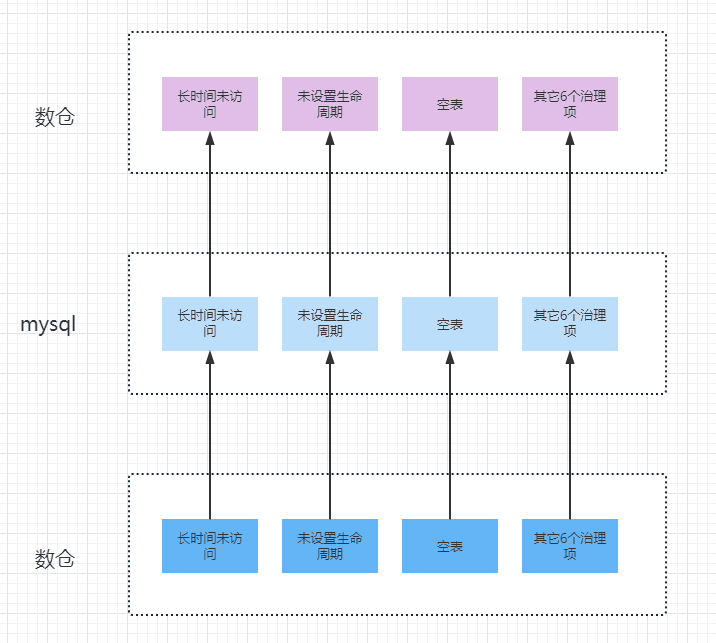 数仓
长时间未访
问
未设置生命
周期
空表
其它6个治理
项
mysql
长时间未访
问
未设置生命
周期
空表
其它6个治理
项
数仓
长时间未访
问
未设置生命
周期
空表
其它6个治理
项